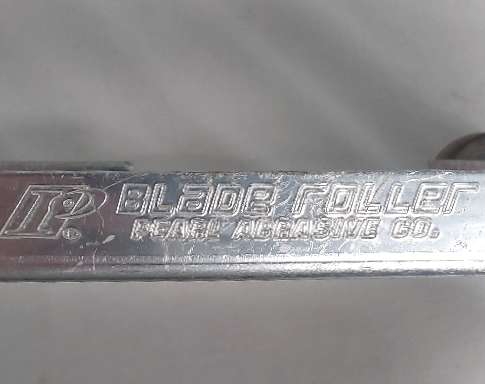 P® BLADE ROLLER
PEARL ABRASIVE CO.